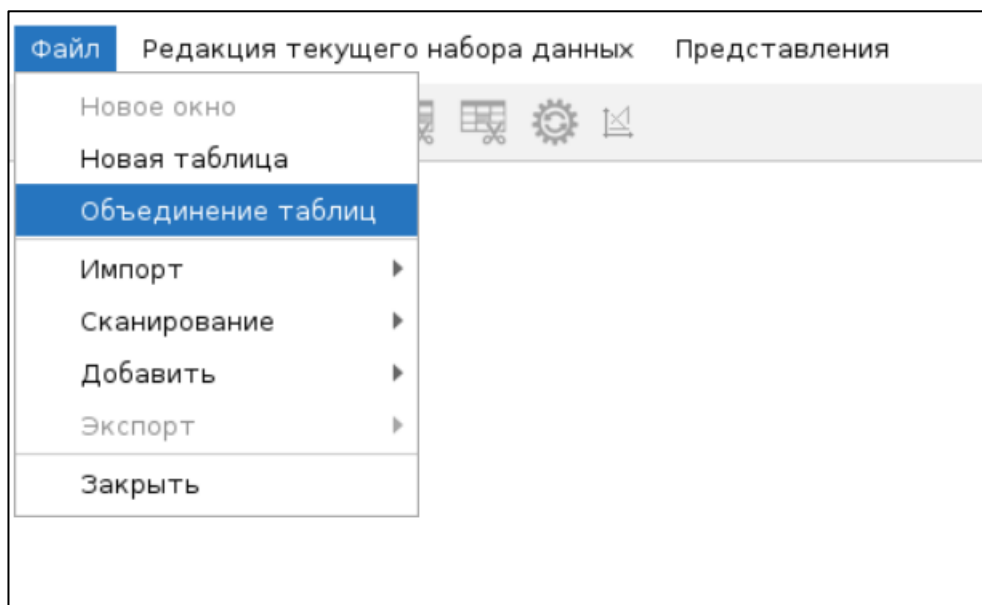 Файл Редакция текущего набора данных Представления
Новое окно
Новая таблица
Объединение таблиц
Импорт
Сканирование
Добавить
Экспорт
Закрыть